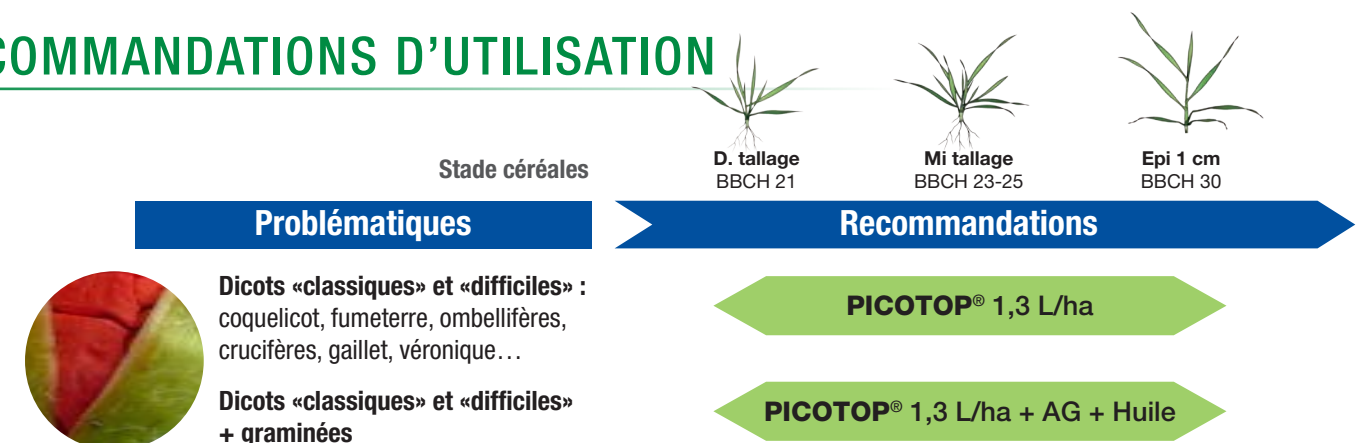 COMMANDATIONS D'UTILISATION
Stade céréales
D. tallage
BBCH 21
Mi tallage
BBCH 23-25
Epi 1 cm
BBCH 30
Problématiques
Recommandations
Dicots «classiques» et «difficiles» :
coquelicot, fumeterre, ombellifères,
crucifères, gaillet, véronique…
PICOTOP® 1,3 L/ha
Dicots «classiques» et «difficiles»
+ graminées
PICOTOP® 1,3 L/ha + AG + Huile